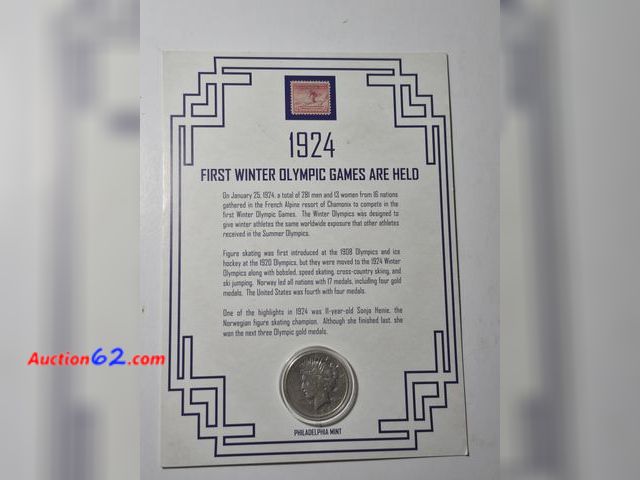 1924
FIRST WINTER OLYMPIC GAMES ARE HELD
On January 25, 1924, a total of 281 men and 13 women from 16 nations
gathered in the French Alpine resort of Chamonix to compete in the
first Winter Olympic Games. The Winter Olympics was designed to
give winter athletes the same worldwide exposure that other athletes
received in the Summer Olympics.
Figure skating was first introduced at the 1908 Olympics and ice
hockey at the 1920 Olympics, but they were moved to the 1924 Winter
Olympics along with bobsled, speed skating, cross-country skiing, and
ski jumping. Norway led all nations with 17 medals, including four gold
medals. The United States was fourth with four medals.
One of the highlights in 1924 was 11-year-old Sonja Henie, the
Norwegian figure skating champion. Although she finished last, she
won the next three Olympic gold medals.
Auction62.com
PHILADELPHIA MINT